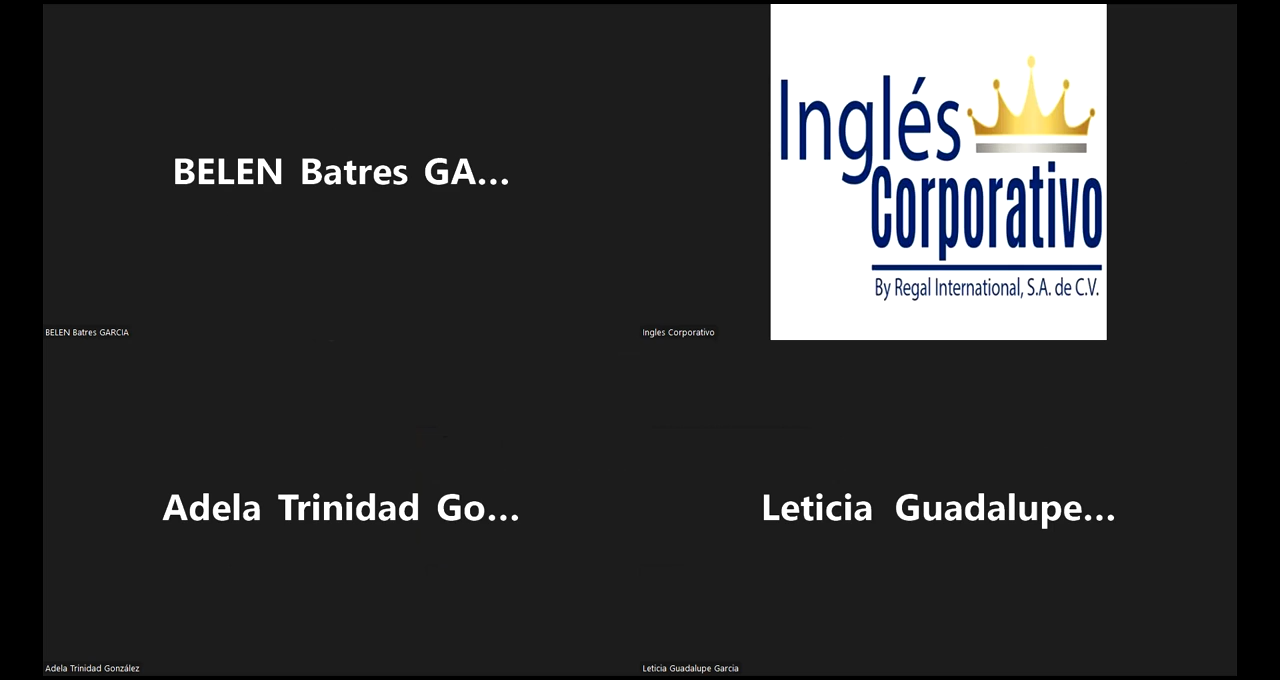 BELEN Batres GA...
BELEN Batres GARCIA
Inglés
Corporativo
By Regal International, S.A. de C.V.
Ingles Corporativo
Adela Trinidad Go...
Adela Trinidad González
Leticia Guadalupe...
Leticia Guadalupe Garcia